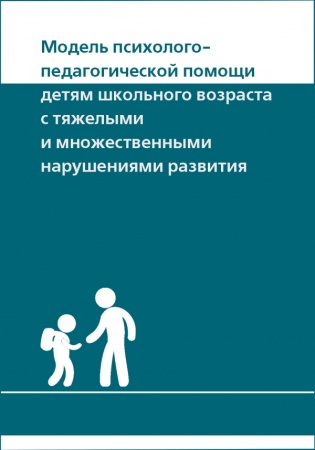 Модель психолого-
педагогической помощи
детям школьного возраста
с тяжелыми
и множественными
нарушениями развития